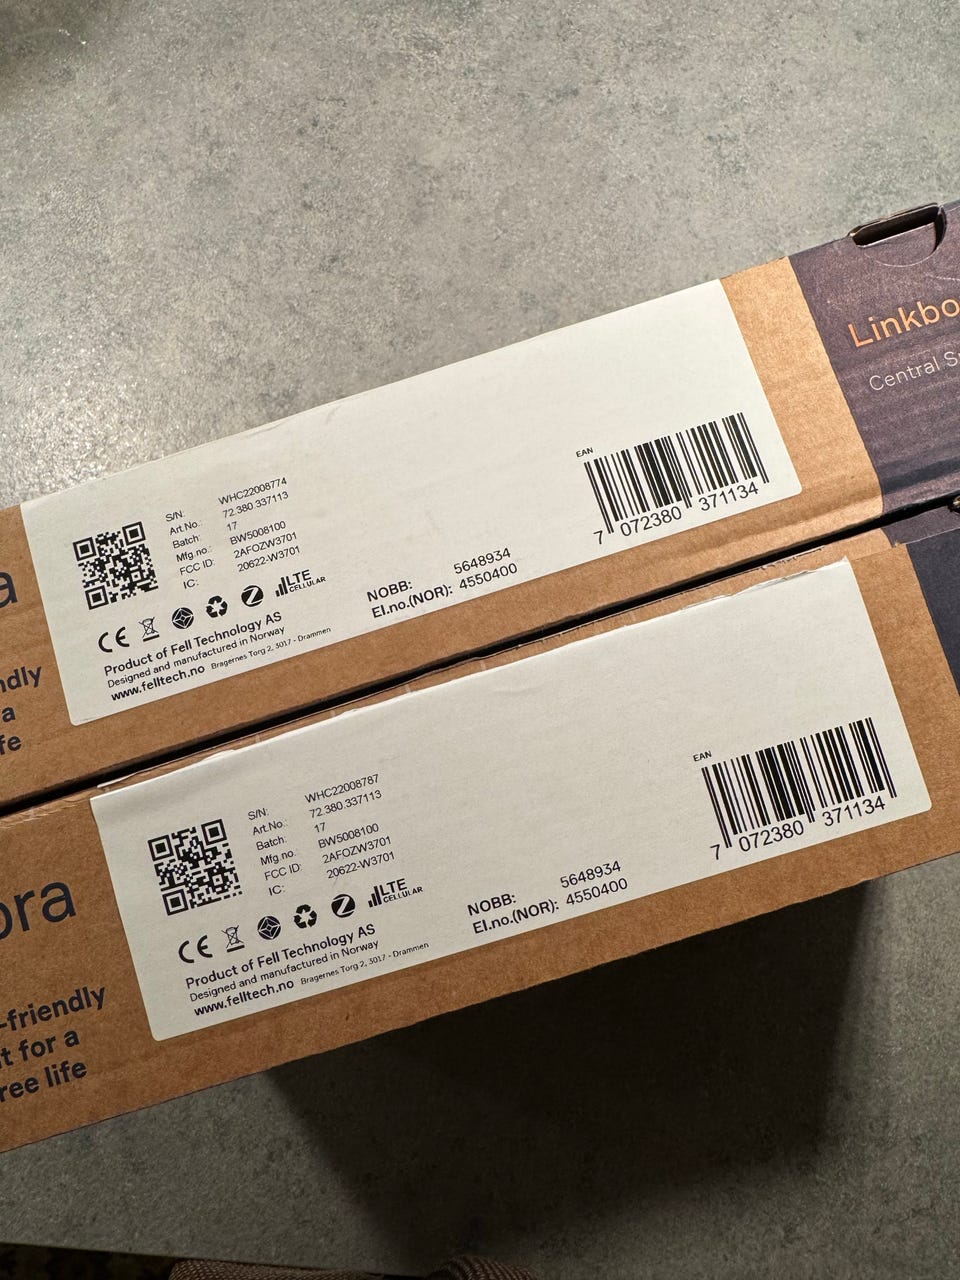 Linkbo
Central S
EAN
7 072380 371134
S/N: WHC22008774
Art.No.: 72.380.337113
Batch: 17
Mfg.no.: BW5008100
FCC ID: 2AFOZW3701
IC: 20622-W3701
CE
LTE
CELLULAR
NOBB: 5648934
El.no.(NOR): 4550400
Product of Fell Technology AS
Designed and manufactured in Norway
www.felltech.no Bragernes Torg 2, 3017 - Drammen
a
ndly
a
fe
EAN
7 072380 371134
S/N: WHC22008787
Art.No.: 72.380.337113
Batch: 17
Mfg.no.: BW5008100
FCC ID: 2AFOZW3701
IC: 20622-W3701
CE
LTE
CELLULAR
NOBB: 5648934
El.no.(NOR): 4550400
Product of Fell Technology AS
Designed and manufactured in Norway
www.felltech.no Bragernes Torg 2, 3017 - Drammen
ora
-friendly
t for a
ree life